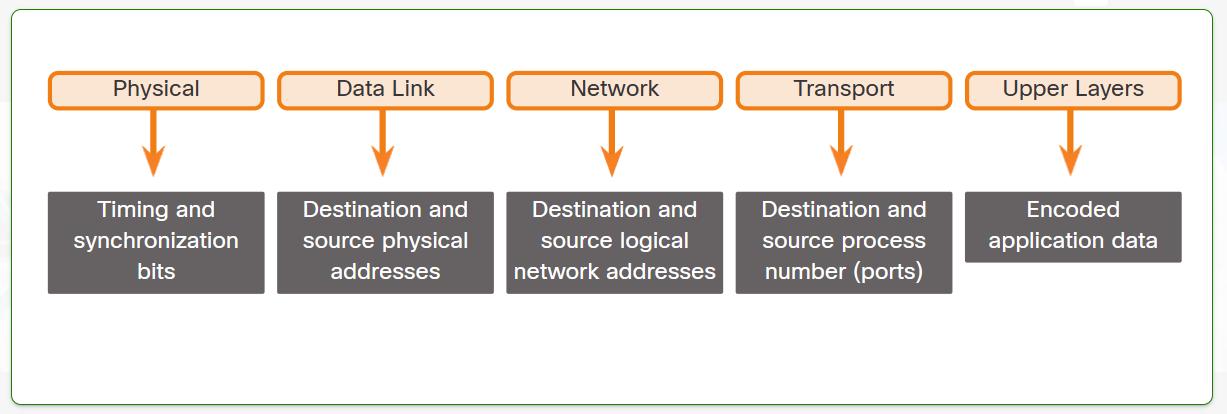 Physical
Data Link
Network
Transport
Upper Layers
Timing and
synchronization
bits
Destination and
source physical
addresses
Destination and
source logical
network addresses
Destination and
source process
number (ports)
Encoded
application data